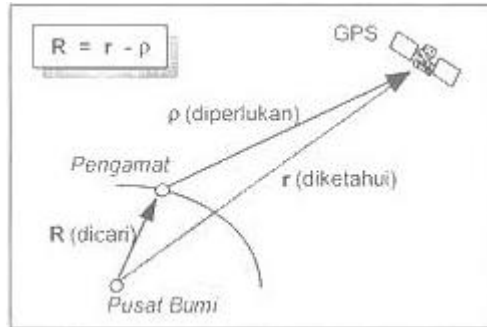 R = r - ρ
GPS
ρ (diperlukan)
Pengamat
r (diketahui)
R (dicari)
Pusat Bumi